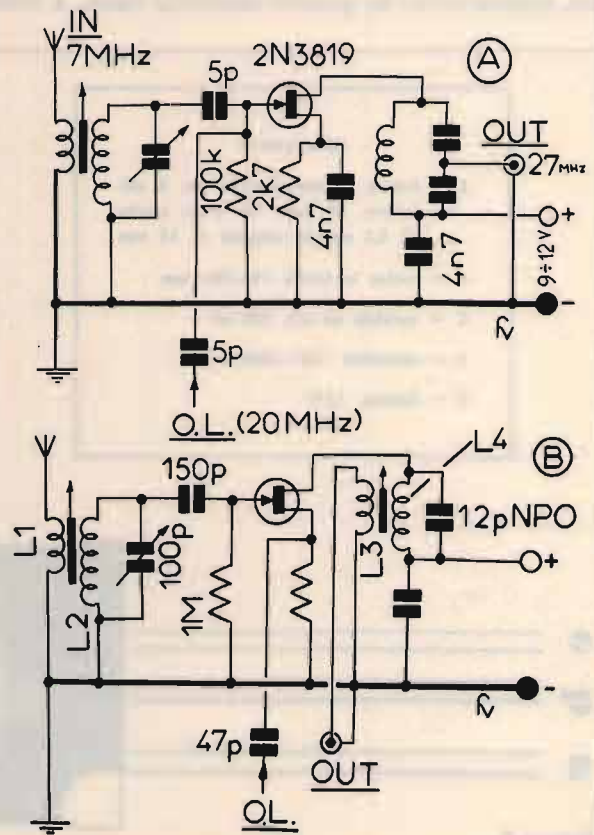 IN
7MHz
5p
2N3819
A
100k
2k7
4n7
OUT
27MHz
+
4n7
9÷12V
-
5p
O.L. (20MHz)
B
L4
150p
L1
L2
100p
1M
L3
12pNPO
+
-
47p
OUT
O.L.